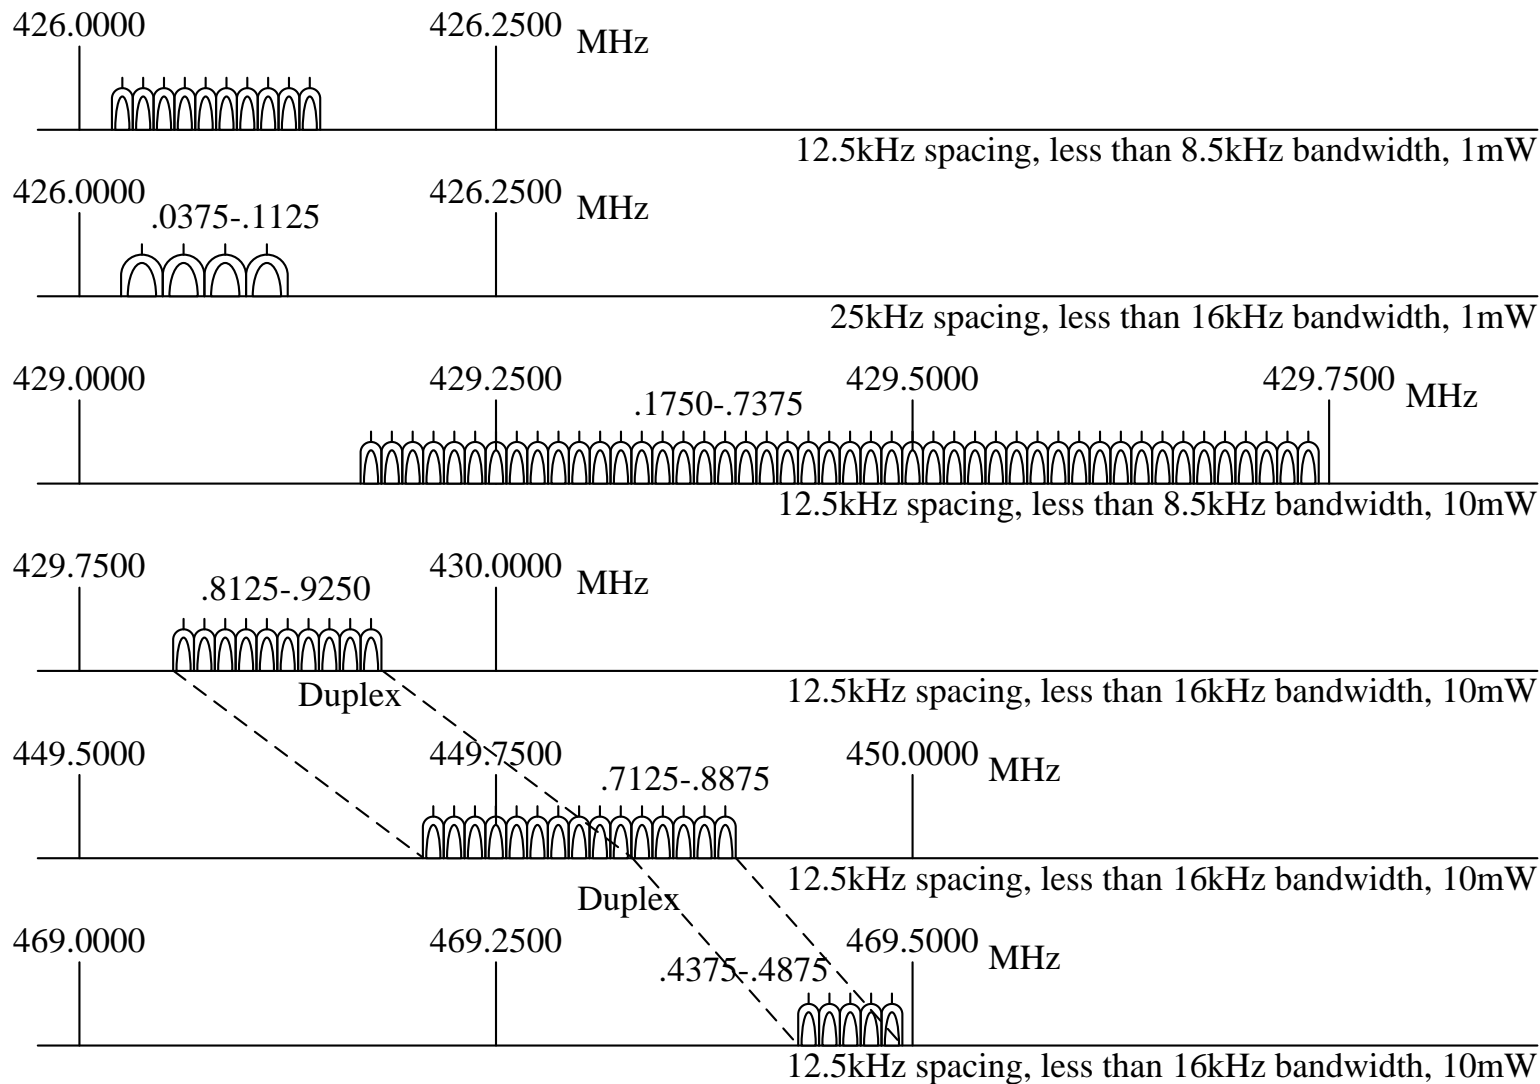 426.0000 426.2500 MHz
12.5kHz spacing, less than 8.5kHz bandwidth, 1mW
426.0000 426.2500 MHz
.0375-.1125
25kHz spacing, less than 16kHz bandwidth, 1mW
429.0000 429.2500 429.5000 429.7500 MHz
.1750-.7375
12.5kHz spacing, less than 8.5kHz bandwidth, 10mW
429.7500 430.0000 MHz
.8125-.9250
Duplex
12.5kHz spacing, less than 16kHz bandwidth, 10mW
449.5000 449.7500 450.0000 MHz
.7125-.8875
12.5kHz spacing, less than 16kHz bandwidth, 10mW
Duplex
469.0000 469.2500 469.5000 MHz
.4375-.4875
12.5kHz spacing, less than 16kHz bandwidth, 10mW